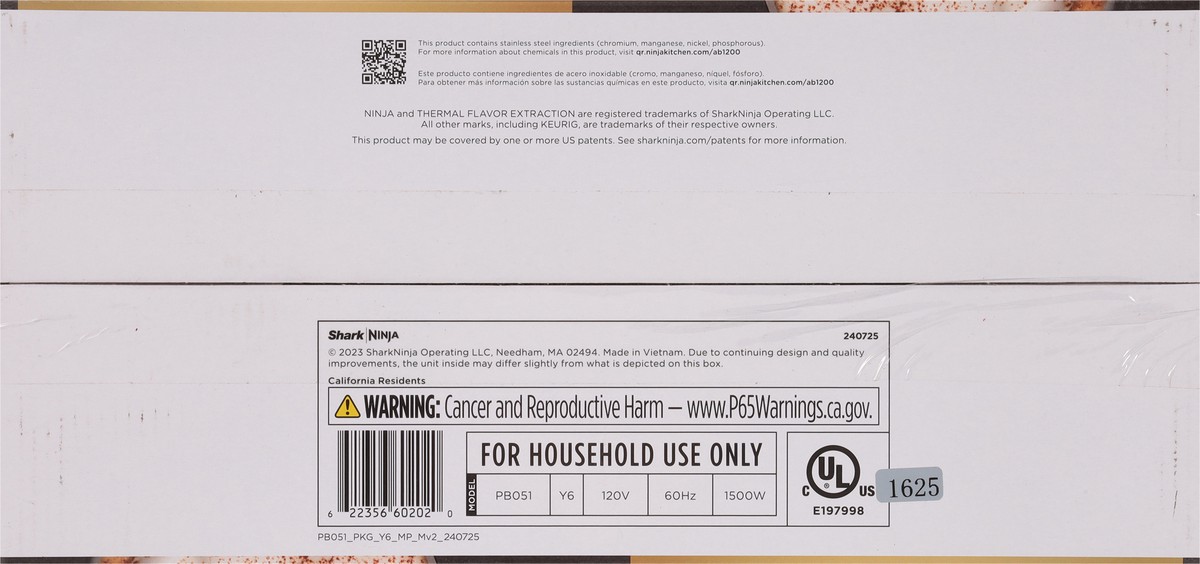 This product contains stainless steel ingredients (chromium, manganese, nickel, phosphorous).
For more information about chemicals in this product, visit qr.ninjakitchen.com/ab1200
Este producto contiene ingredientes de acero inoxidable (cromo, manganeso, níquel, fósforo).
Para obtener más información sobre las sustancias químicas en este producto, visita qr.ninjakitchen.com/ab1200
NINJA and THERMAL FLAVOR EXTRACTION are registered trademarks of SharkNinja Operating LLC.
All other marks, including KEURIG, are trademarks of their respective owners.
This product may be covered by one or more US patents. See sharkninja.com/patents for more information.
Shark | NINJA 240725
© 2023 SharkNinja Operating LLC, Needham, MA 02494. Made in Vietnam. Due to continuing design and quality
improvements, the unit inside may differ slightly from what is depicted on this box.
California Residents
WARNING: Cancer and Reproductive Harm — www.P65Warnings.ca.gov.
6 22356 60202 0
FOR HOUSEHOLD USE ONLY
MODEL PB051 Y6 120V 60Hz 1500W
C UL ® US
E197998
1625
PB051_PKG_Y6_MP_Mv2_240725